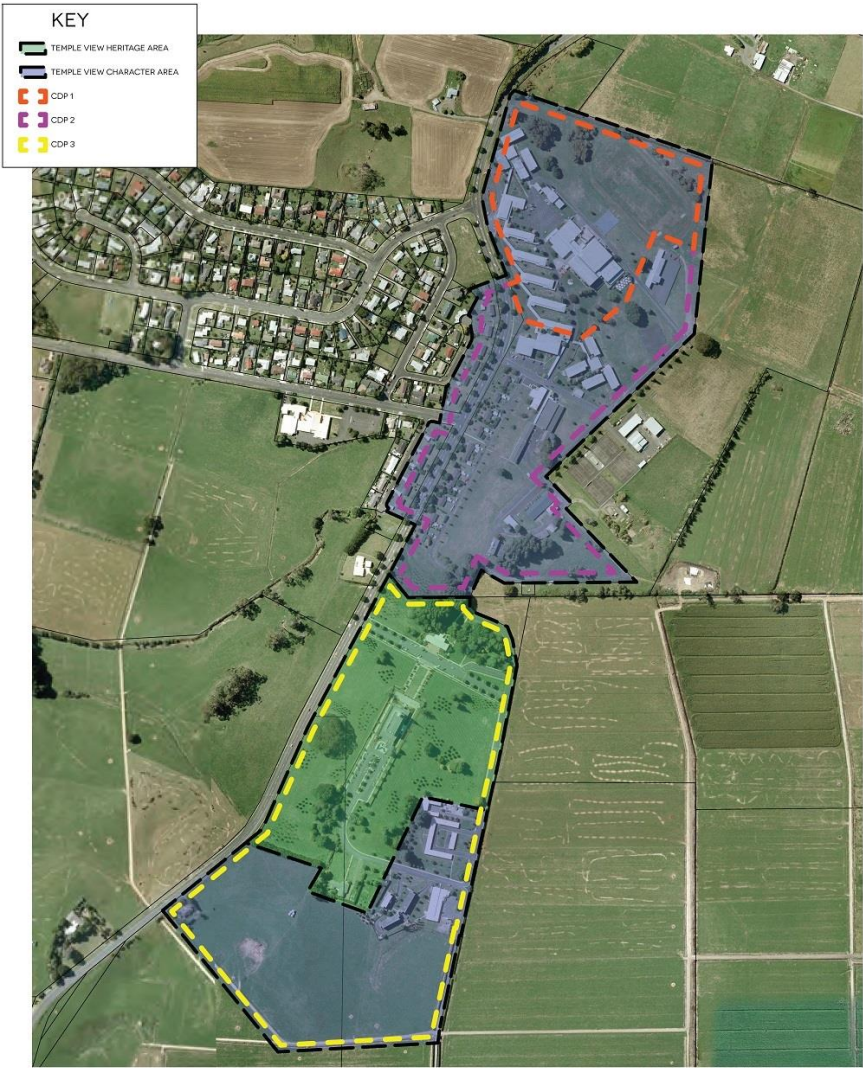 KEY
TEMPLE VIEW HERITAGE AREA
TEMPLE VIEW CHARACTER AREA
CDP 1
CDP 2
CDP 3